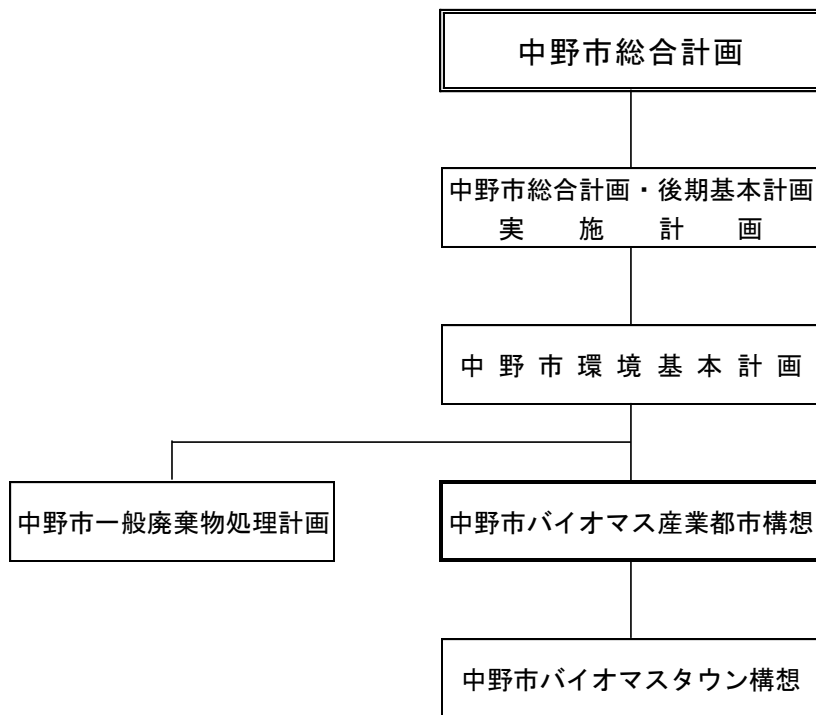 中野市総合計画
中野市総合計画・後期基本計画
実施計画
中野市環境基本計画
中野市一般廃棄物処理計画
中野市バイオマス産業都市構想
中野市バイオマスタウン構想